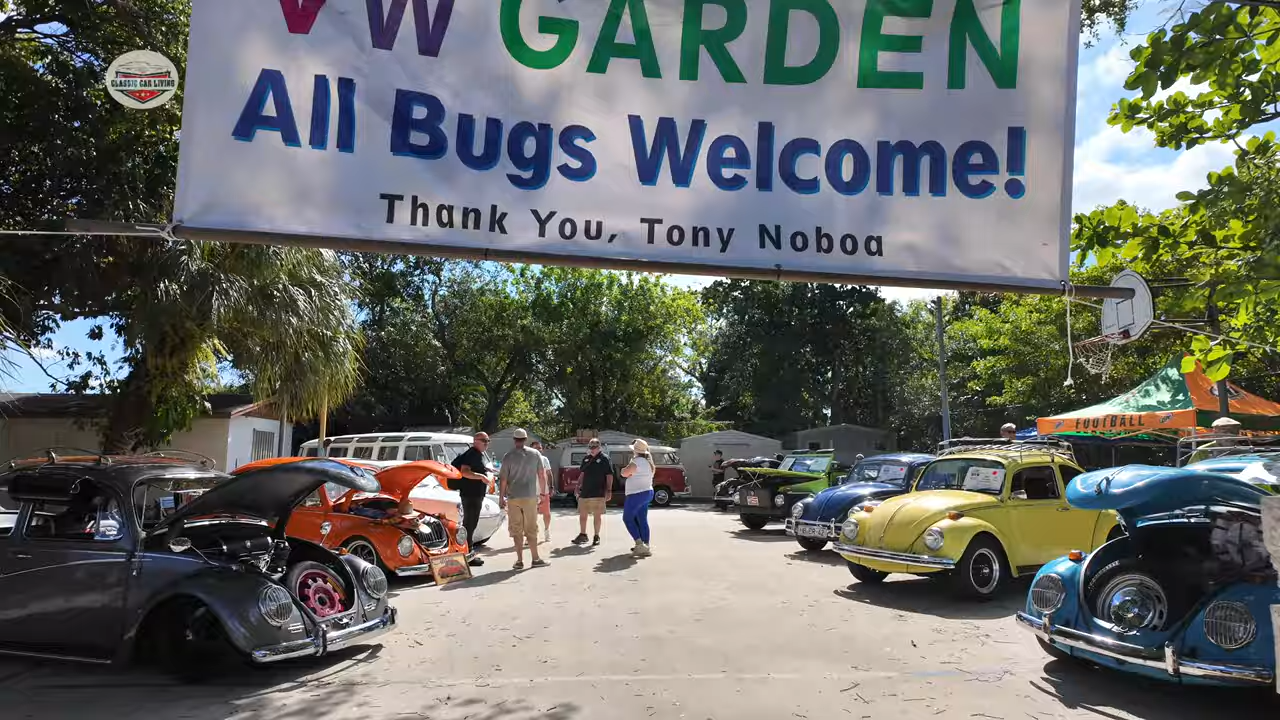 VW GARDEN
All Bugs Welcome!
Thank You, Tony Noboa
CLASSIC CAR LIVING
FOOTBALL